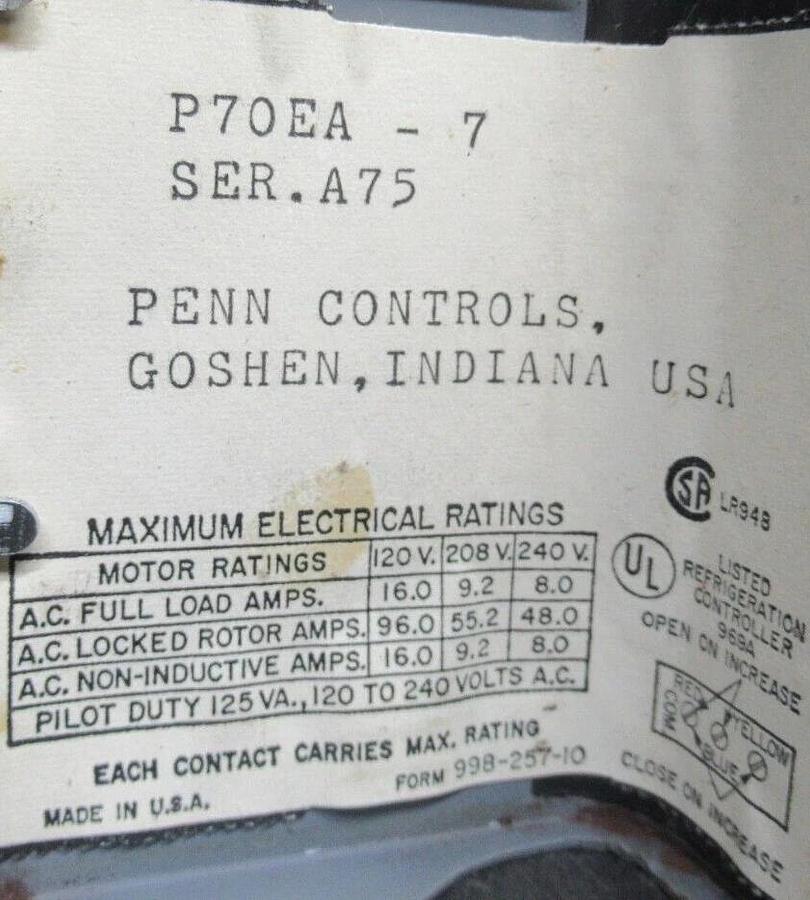 P70EA - 7
SER.A75
PENN CONTROLS,
GOSHEN, INDIANA USA
MAXIMUM ELECTRICAL RATINGS
MOTOR RATINGS 120 V. 208 V. 240 V.
A.C. FULL LOAD AMPS. 16.0 9.2 8.0
A.C. LOCKED ROTOR AMPS. 96.0 55.2 48.0
A.C. NON-INDUCTIVE AMPS. 16.0 9.2 8.0
PILOT DUTY 125 VA., 120 TO 240 VOLTS A.C.
EACH CONTACT CARRIES MAX. RATING
MADE IN U.S.A.
FORM 998-257-10
SA LR948
UL
LISTED
REFRIGERATION
CONTROLLER
969A
OPEN ON INCREASE
RED
COM
YELLOW
BLUE
CLOSE ON INCREASE